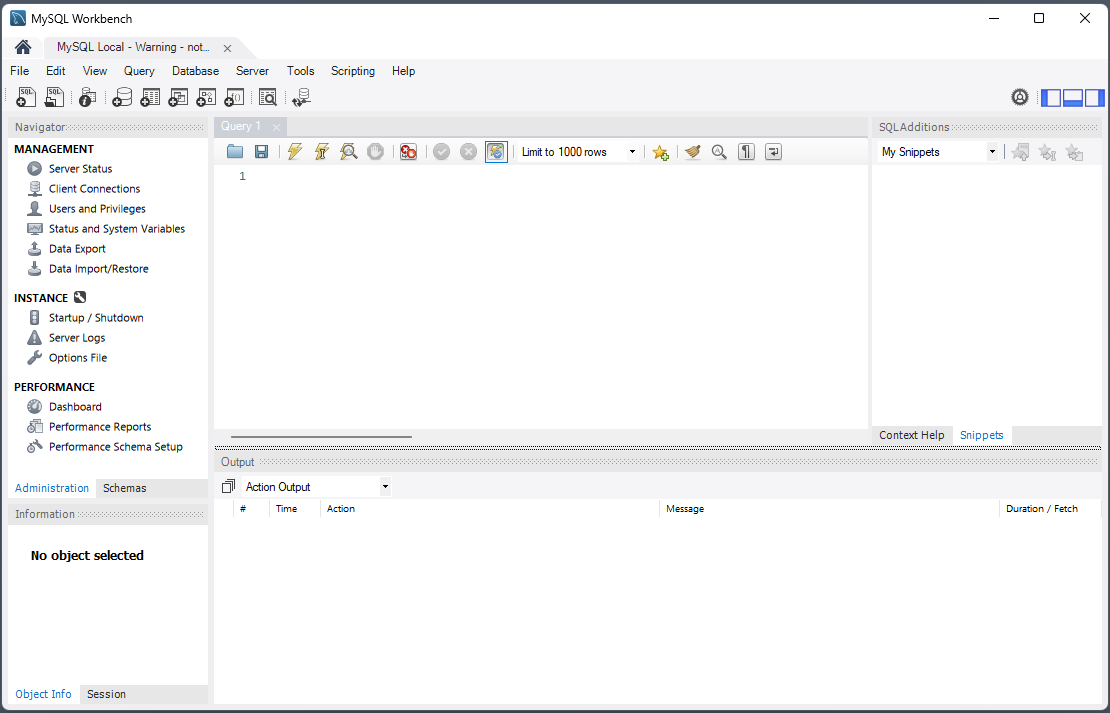 MySQL Workbench
MySQL Local - Warning - not...
File Edit View Query Database Server Tools Scripting Help
Navigator
MANAGEMENT
Server Status
Client Connections
Users and Privileges
Status and System Variables
Data Export
Data Import/Restore
INSTANCE
Startup / Shutdown
Server Logs
Options File
PERFORMANCE
Dashboard
Performance Reports
Performance Schema Setup
Administration Schemas
Information
No object selected
Object Info Session
Query 1
Limit to 1000 rows
1
SQLAdditions
My Snippets
Context Help Snippets
Output
Action Output
# Time Action Message Duration / Fetch